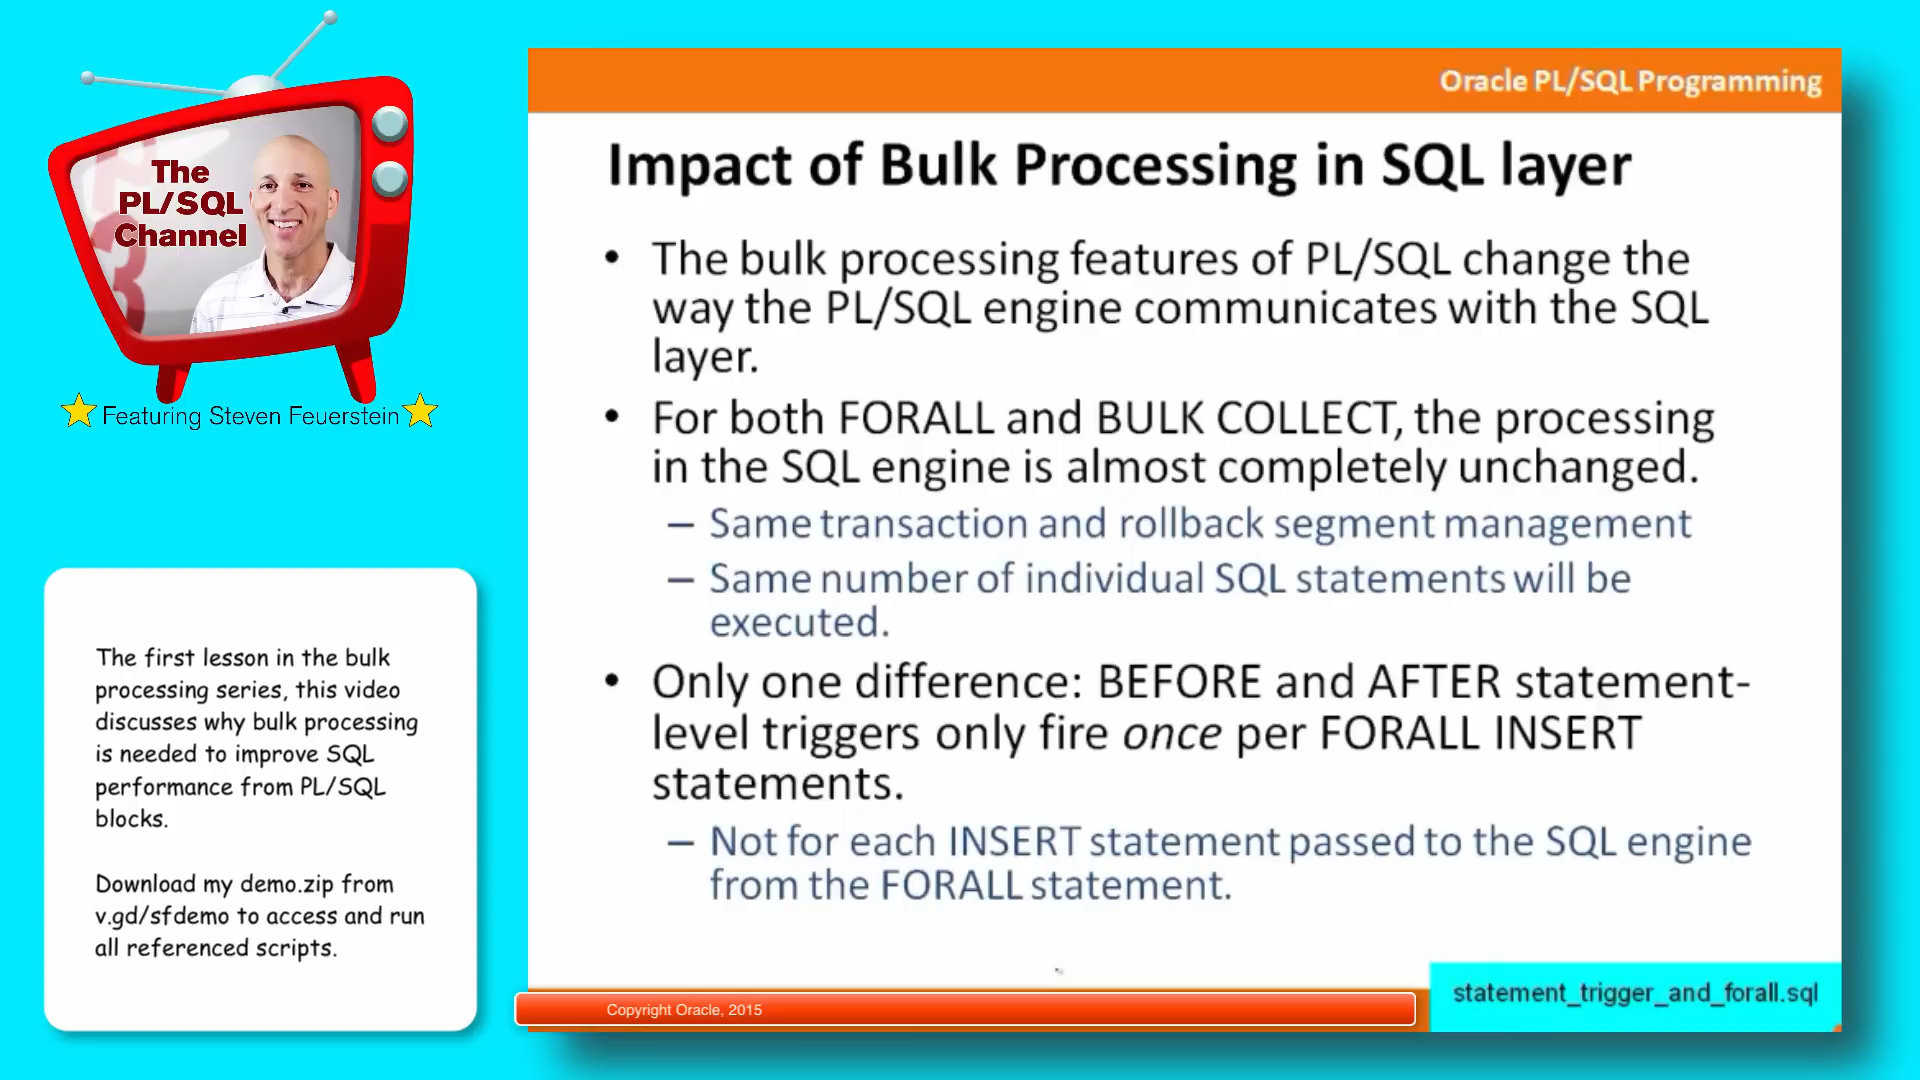 The
PL/SQL
Channel
Featuring Steven Feuerstein
The first lesson in the bulk
processing series, this video
discusses why bulk processing
is needed to improve SQL
performance from PL/SQL
blocks.
Download my demo.zip from
v.gd/sfdemo to access and run
all referenced scripts.
Oracle PL/SQL Programming
Impact of Bulk Processing in SQL layer
• The bulk processing features of PL/SQL change the
way the PL/SQL engine communicates with the SQL
layer.
• For both FORALL and BULK COLLECT, the processing
in the SQL engine is almost completely unchanged.
– Same transaction and rollback segment management
– Same number of individual SQL statements will be
executed.
• Only one difference: BEFORE and AFTER statement-
level triggers only fire once per FORALL INSERT
statements.
– Not for each INSERT statement passed to the SQL engine
from the FORALL statement.
Copyright Oracle, 2015
statement_trigger_and_forall.sql